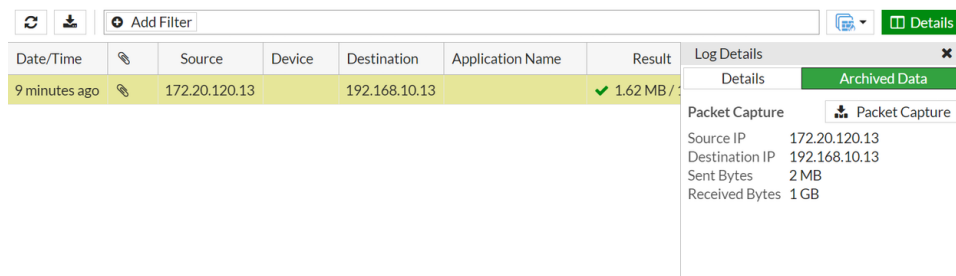 Add Filter
Details
Date/Time Source Device Destination Application Name Result
9 minutes ago 172.20.120.13 192.168.10.13 1.62 MB /
Log Details
Details Archived Data
Packet Capture Packet Capture
Source IP 172.20.120.13
Destination IP 192.168.10.13
Sent Bytes 2 MB
Received Bytes 1 GB